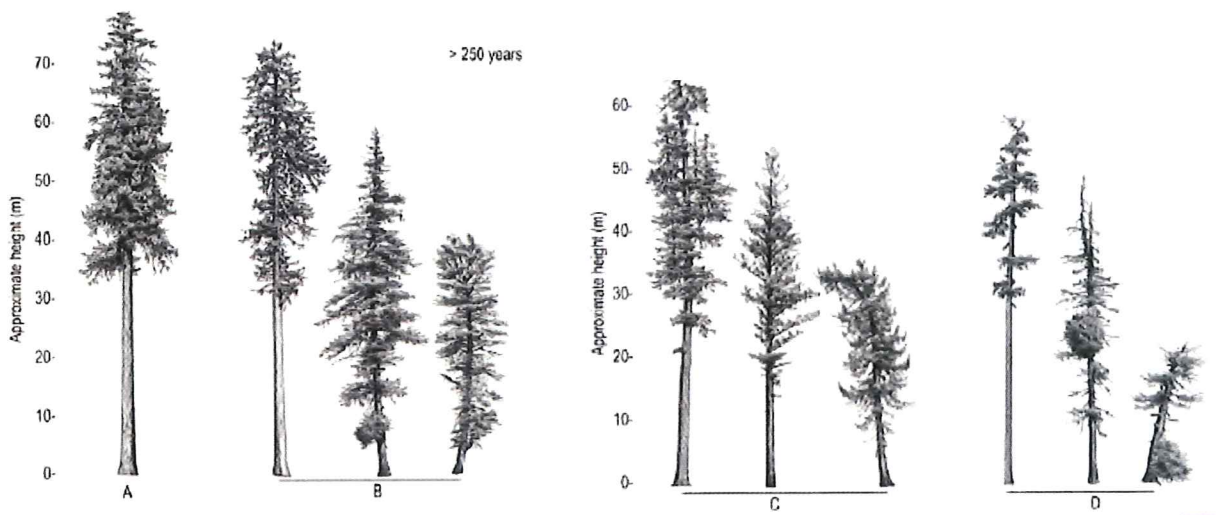 > 250 years
Approximate height (m)
70-
60-
50-
40-
30-
20-
10-
0-
A
B
Approximate height (m)
60-
50-
40-
30-
20-
10-
0-
C
D